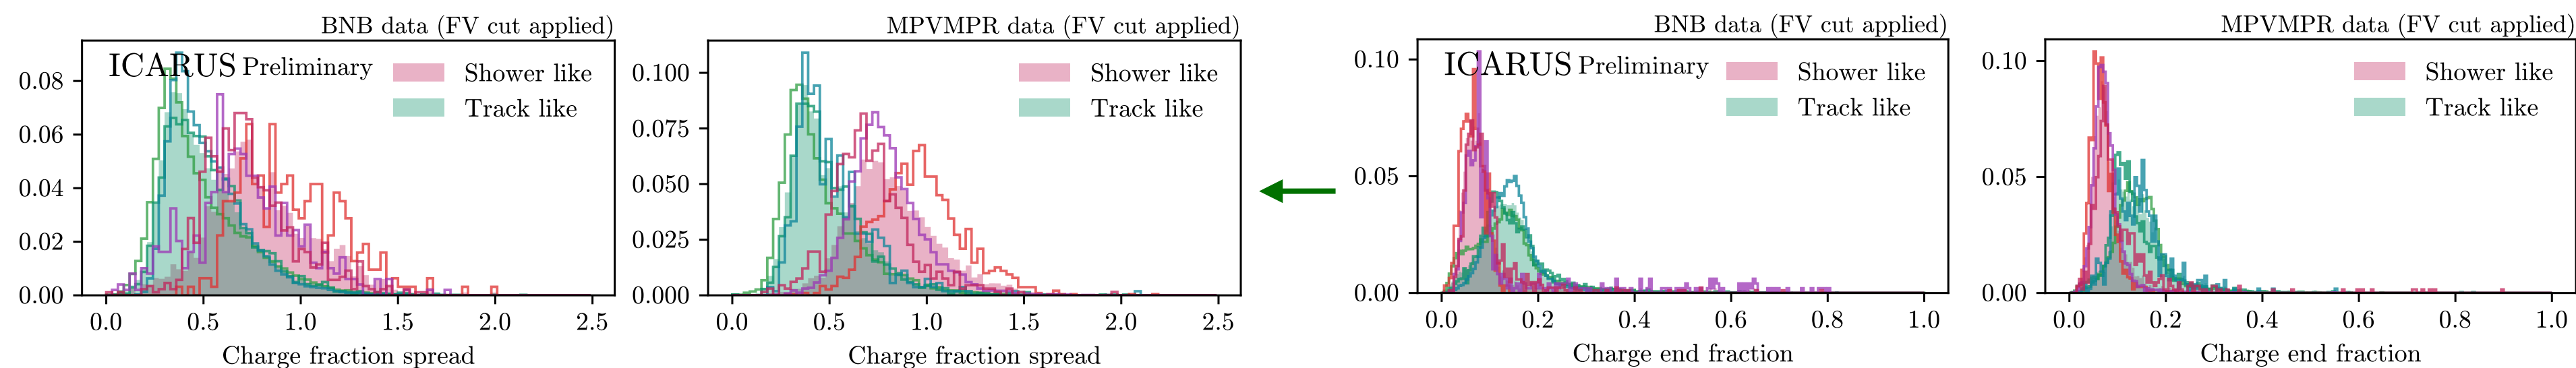 BNB data (FV cut applied)
ICARUS Preliminary
Shower like
Track like
0.08
0.06
0.04
0.02
0.00
0.0 0.5 1.0 1.5 2.0 2.5
Charge fraction spread
MPVMPR data (FV cut applied)
Shower like
Track like
0.100
0.075
0.050
0.025
0.000
0.0 0.5 1.0 1.5 2.0 2.5
Charge fraction spread
BNB data (FV cut applied)
ICARUS Preliminary
Shower like
Track like
0.10
0.05
0.00
0.0 0.2 0.4 0.6 0.8 1.0
Charge end fraction
MPVMPR data (FV cut applied)
Shower like
Track like
0.10
0.05
0.00
0.0 0.2 0.4 0.6 0.8 1.0
Charge end fraction